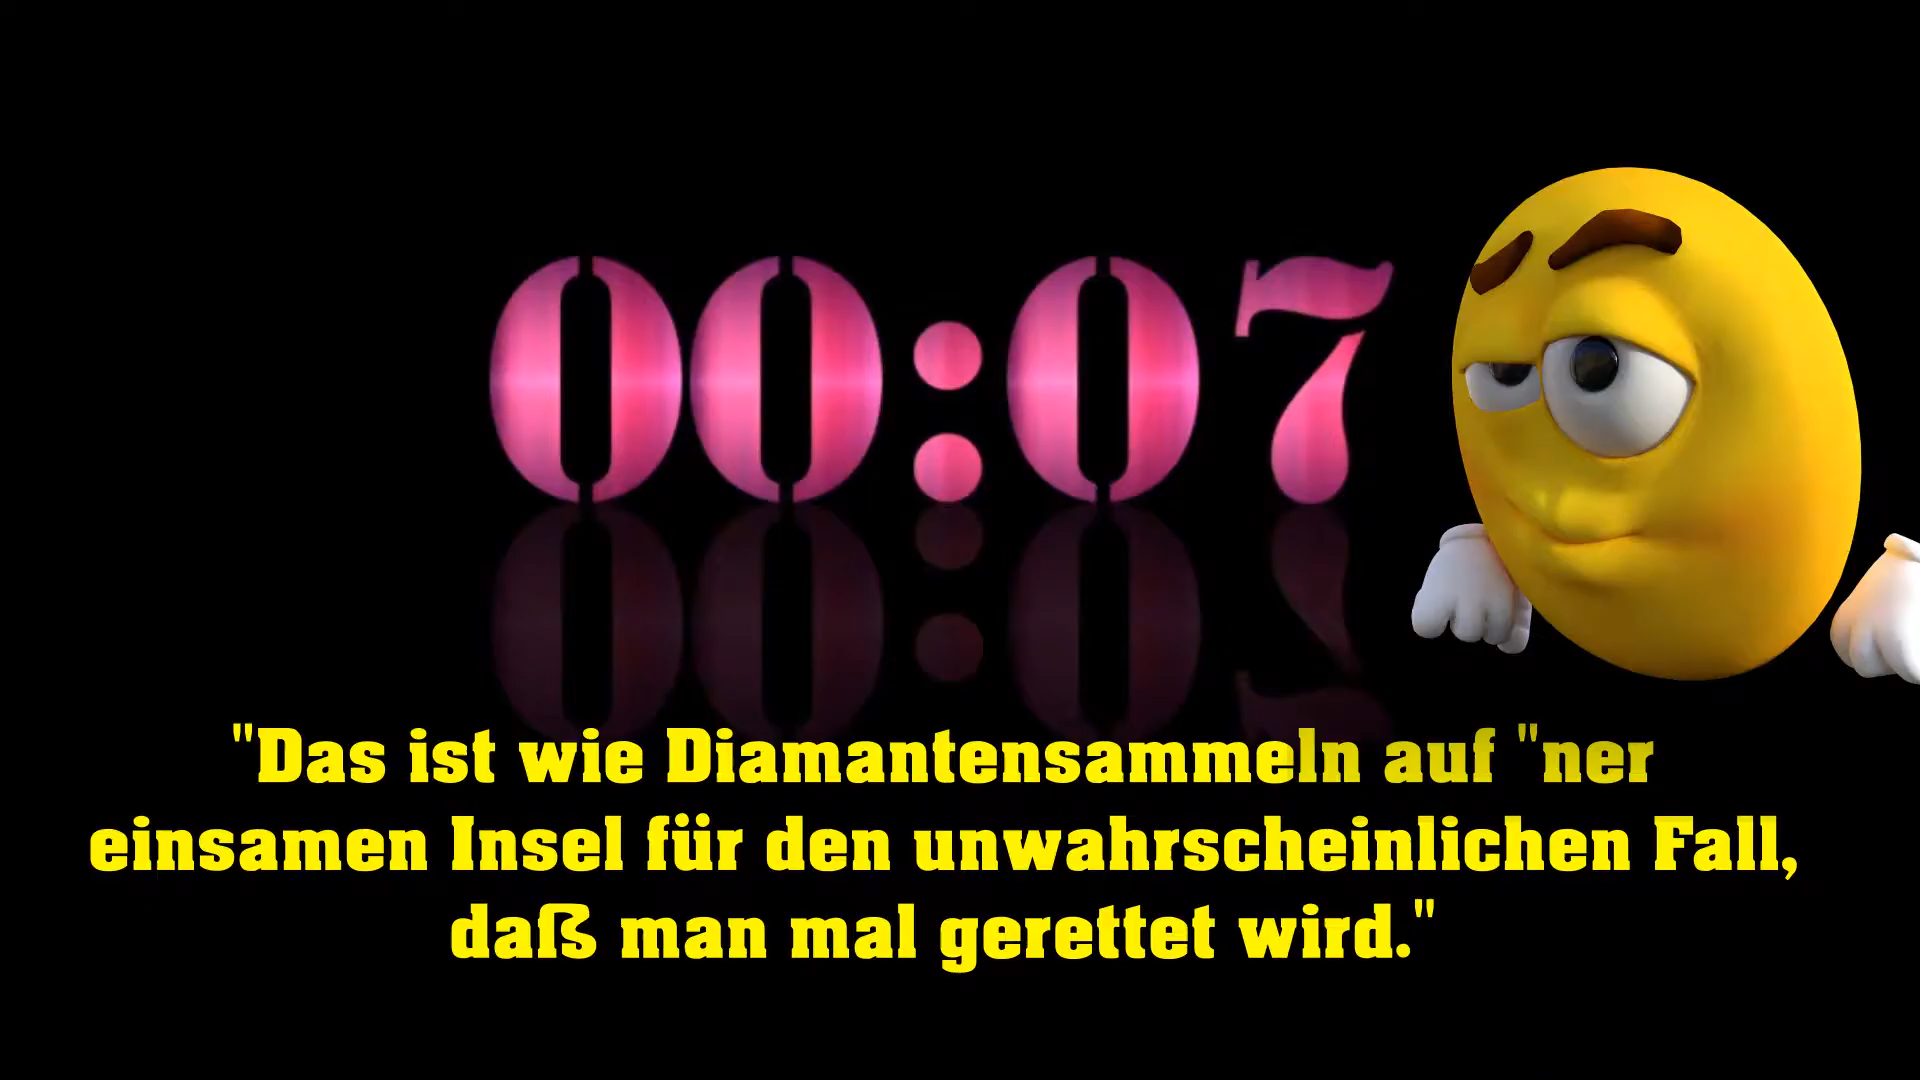 00:07
"Das ist wie Diamantensammeln auf "ner
einsamen Insel für den unwahrscheinlichen Fall,
daß man mal gerettet wird."